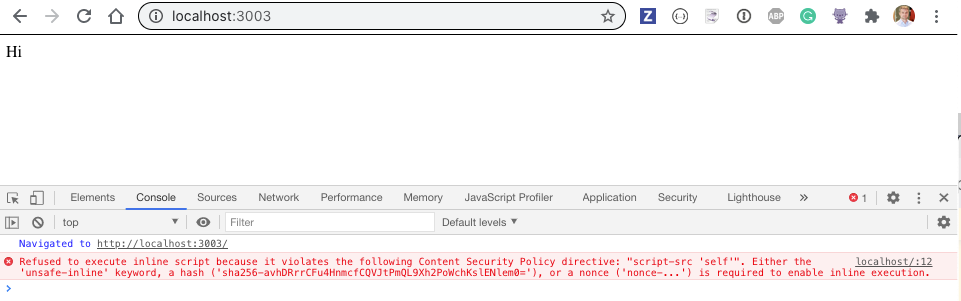 localhost:3003
Z
ABP
G
Hi
Elements Console Sources Network Performance Memory JavaScript Profiler Application Security Lighthouse » 1
top Filter Default levels
Navigated to http://localhost:3003/
Refused to execute inline script because it violates the following Content Security Policy directive: "script-src 'self'". Either the localhost/:12
'unsafe-inline' keyword, a hash ('sha256-avhDRrrCFu4HnmcfCQVJtPmQL9Xh2PoWchKslENlem0='), or a nonce ('nonce-...') is required to enable inline execution.